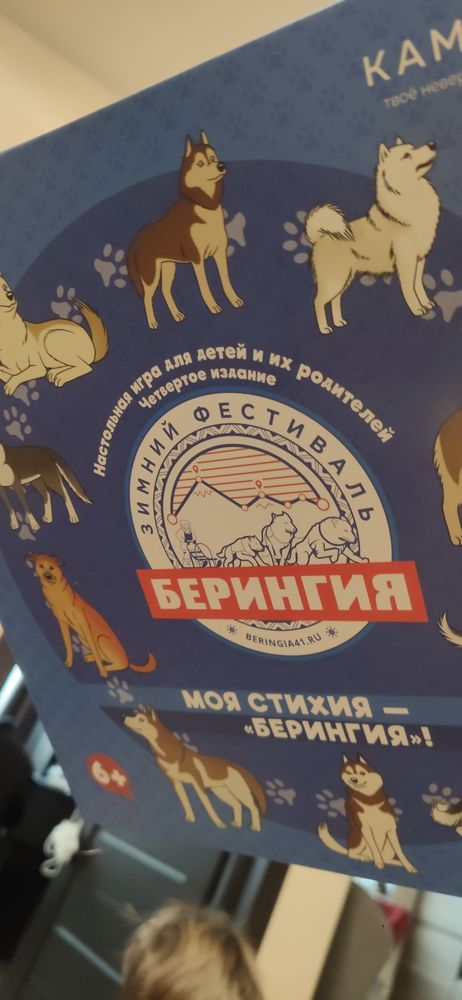 КАМ
твоё невер
Настольная игра для детей и их родителей
Четвертое издание
ЗИМНИЙ ФЕСТИВАЛЬ
БЕРИНГИЯ
BERINGIA41.RU
МОЯ СТИХИЯ —
«БЕРИНГИЯ»!
6+